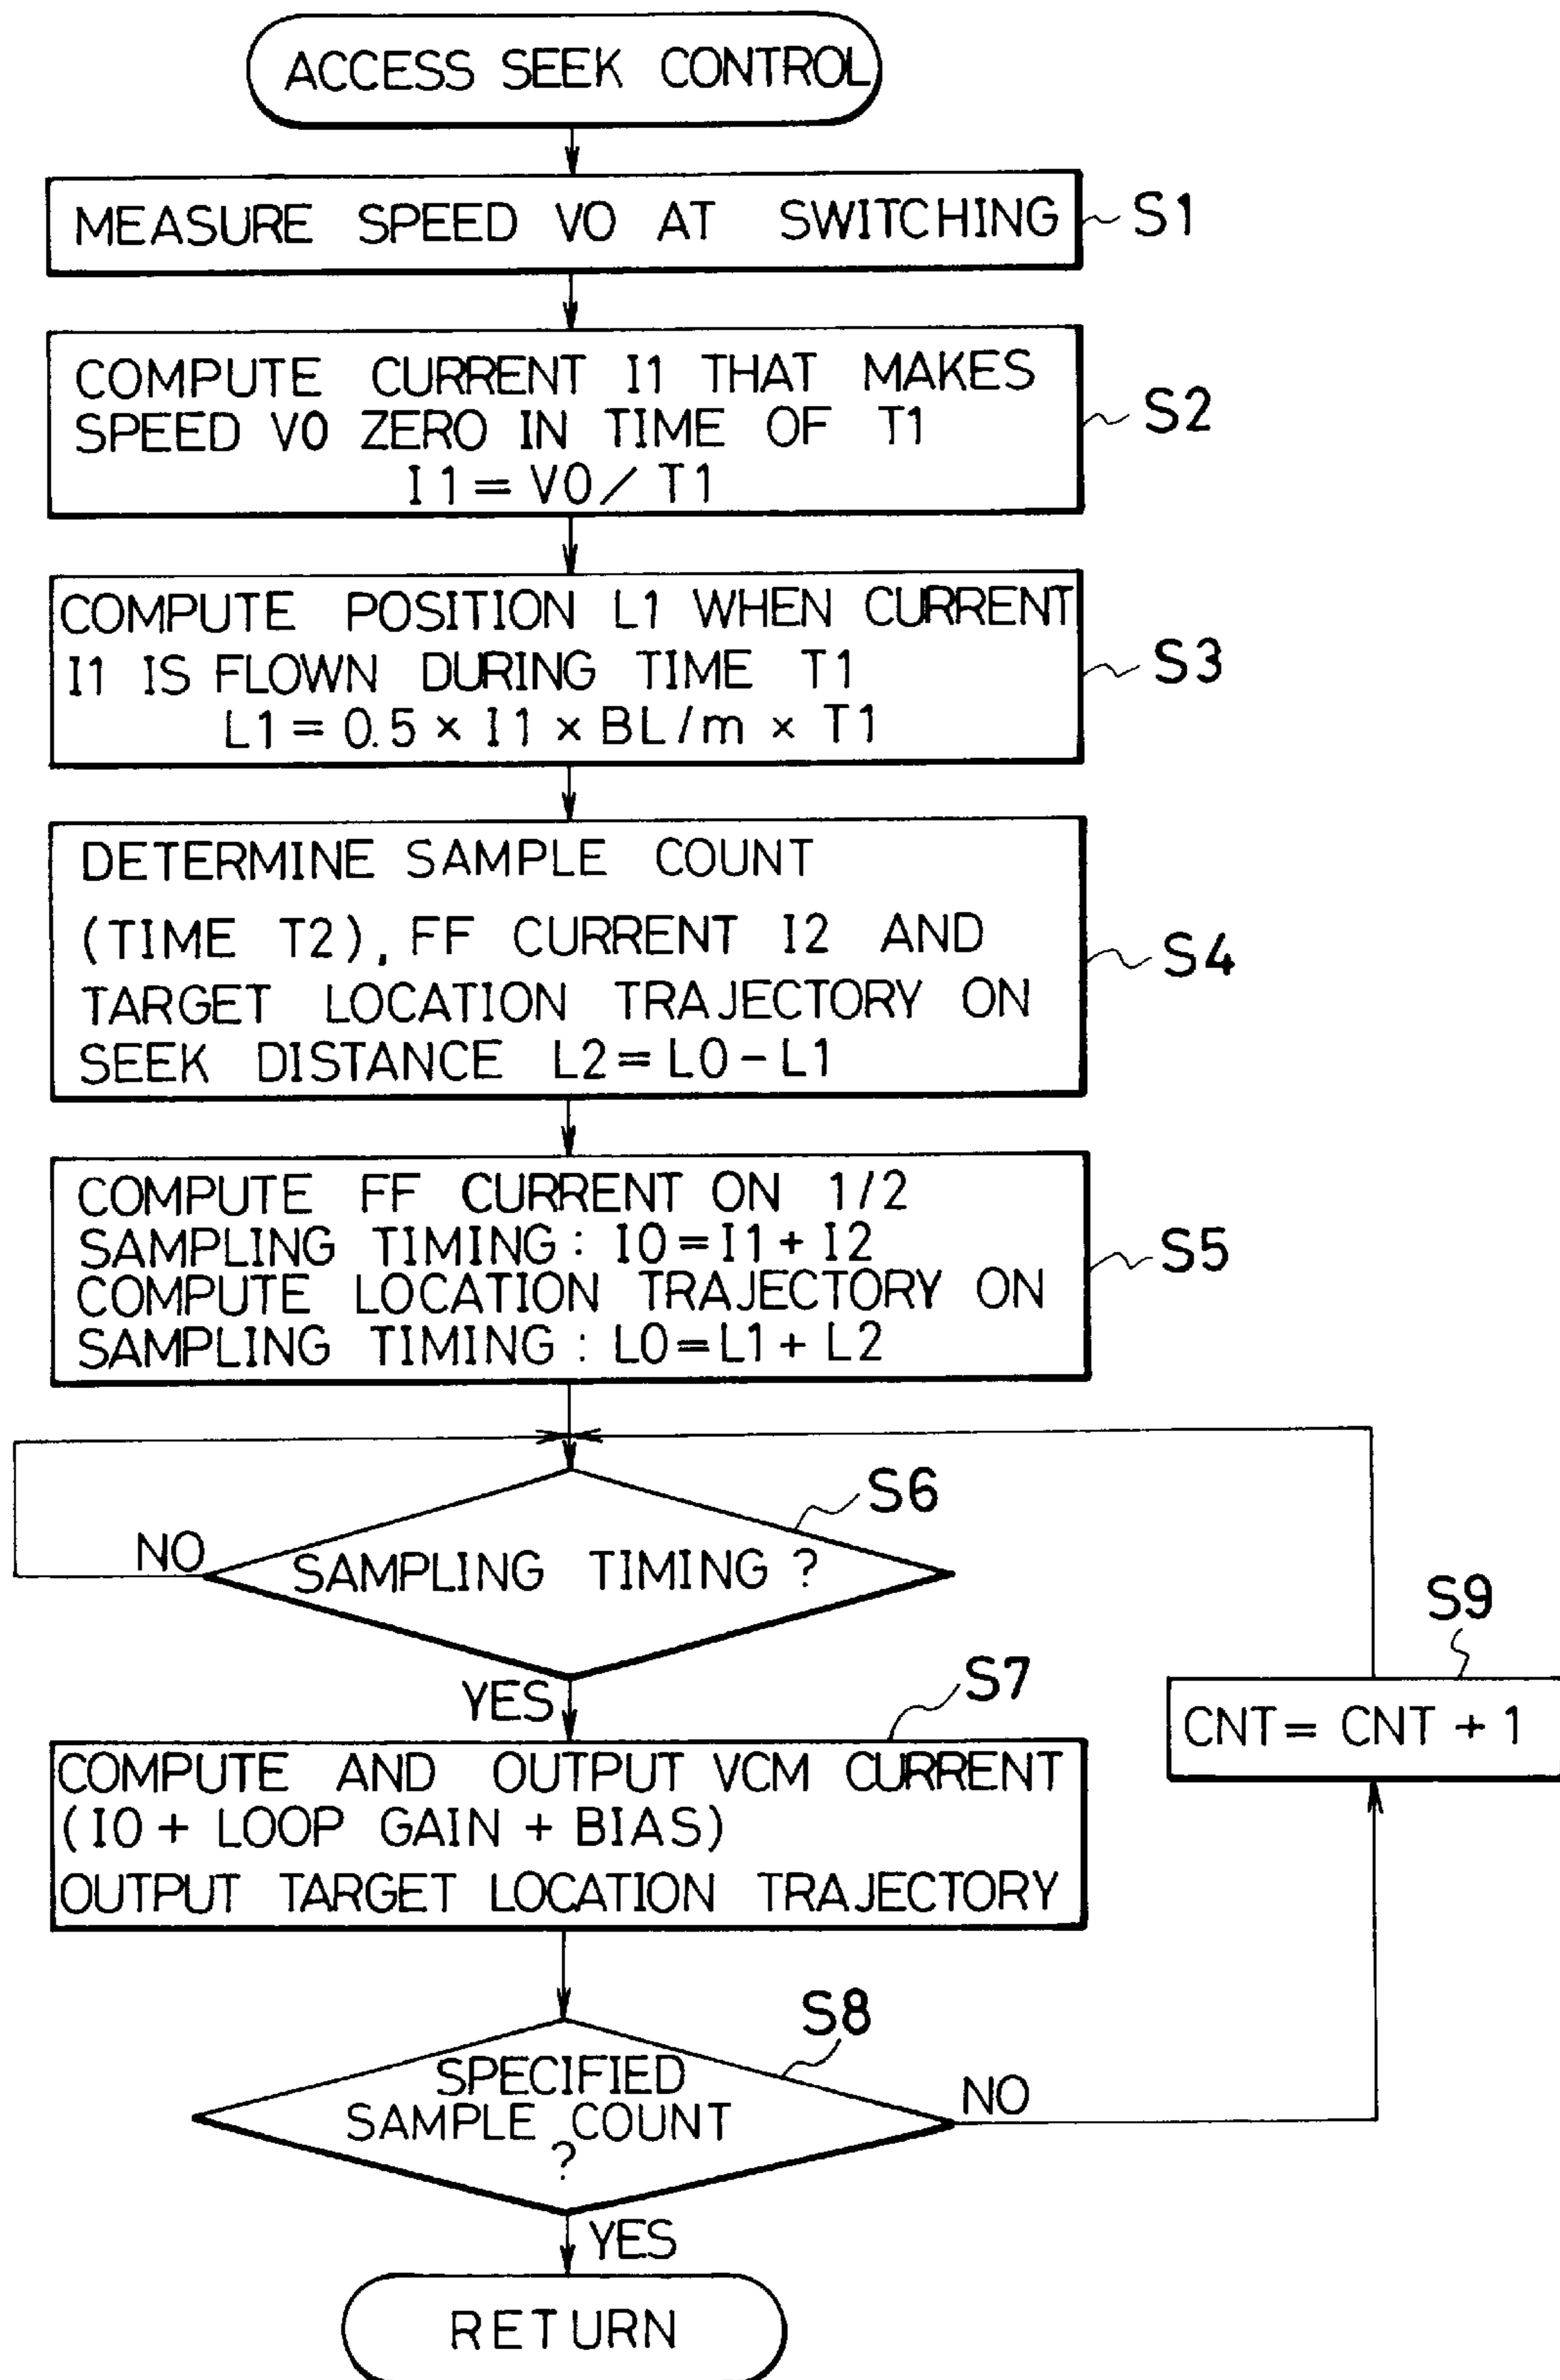 ACCESS SEEK CONTROL
MEASURE SPEED V0 AT SWITCHING
S1
COMPUTE CURRENT I1 THAT MAKES
SPEED V0 ZERO IN TIME OF T1
I1=V0/T1
S2
COMPUTE POSITION L1 WHEN CURRENT
I1 IS FLOWN DURING TIME T1
L1=0.5×I1×BL/m×T1
S3
DETERMINE SAMPLE COUNT
(TIME T2), FF CURRENT I2 AND
TARGET LOCATION TRAJECTORY ON
SEEK DISTANCE L2=L0-L1
S4
COMPUTE FF CURRENT ON 1/2
SAMPLING TIMING: I0=I1+I2
COMPUTE LOCATION TRAJECTORY ON
SAMPLING TIMING: L0=L1+L2
S5
S6
NO
SAMPLING TIMING?
YES
S7
S9
CNT=CNT+1
COMPUTE AND OUTPUT VCM CURRENT
(I0+LOOP GAIN+BIAS)
OUTPUT TARGET LOCATION TRAJECTORY
S8
SPECIFIED
SAMPLE COUNT
?
NO
YES
RETURN